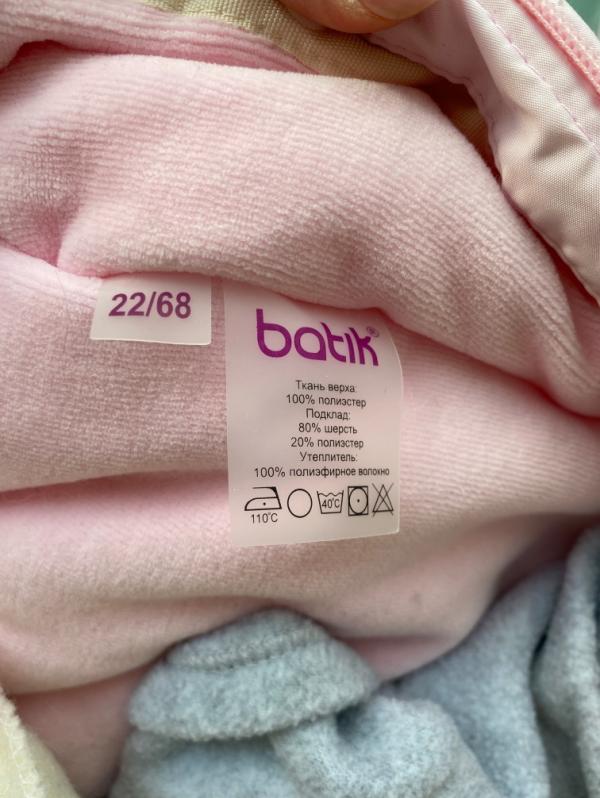 22/68
batik®
Ткань верха:
100% полиэстер
Подклад:
80% шерсть
20% полиэстер
Утеплитель:
100% полиэфирное волокно
110°C
40°C